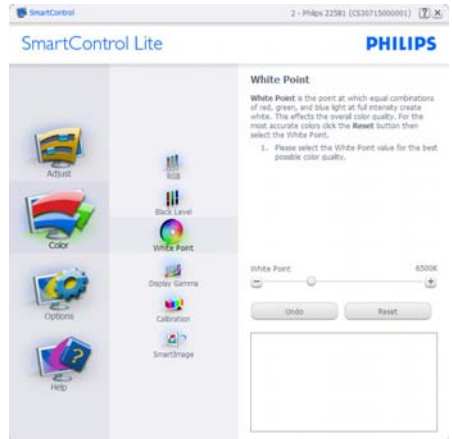 SmartControl
2 - Philips 225B1 (CS30715000001)
SmartControl Lite
PHILIPS
Adjust
Color
Options
Help
RGB
Black Level
White Point
Display Gamma
Calibration
SmartImage
White Point
White Point is the point at which equal combinations
of red, green, and blue light at full intensity create
white. This effects the overall color quality. For the
most accurate colors click the Reset button then
select the White Point.
1. Please select the White Point value for the best
possible color quality.
White Point
6500K
Undo
Reset